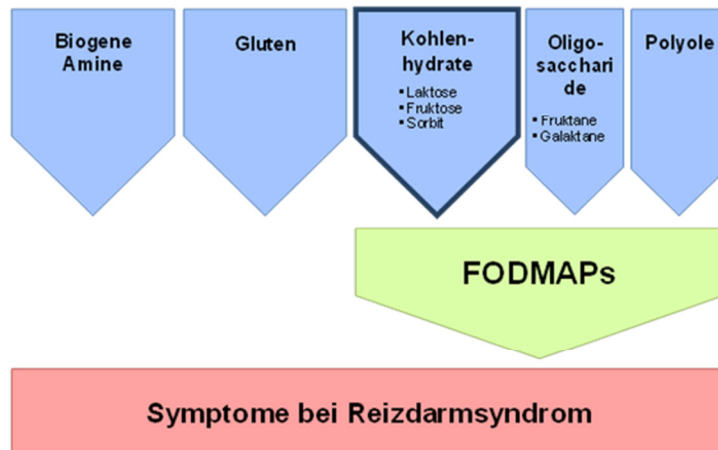 Biogene
Amine
Gluten
Kohlen-
hydrate
▪ Laktose
▪ Fruktose
▪ Sorbit
Oligo-
sacchari
de
▪ Fruktane
▪ Galaktane
Polyole
FODMAPs
Symptome bei Reizdarmsyndrom